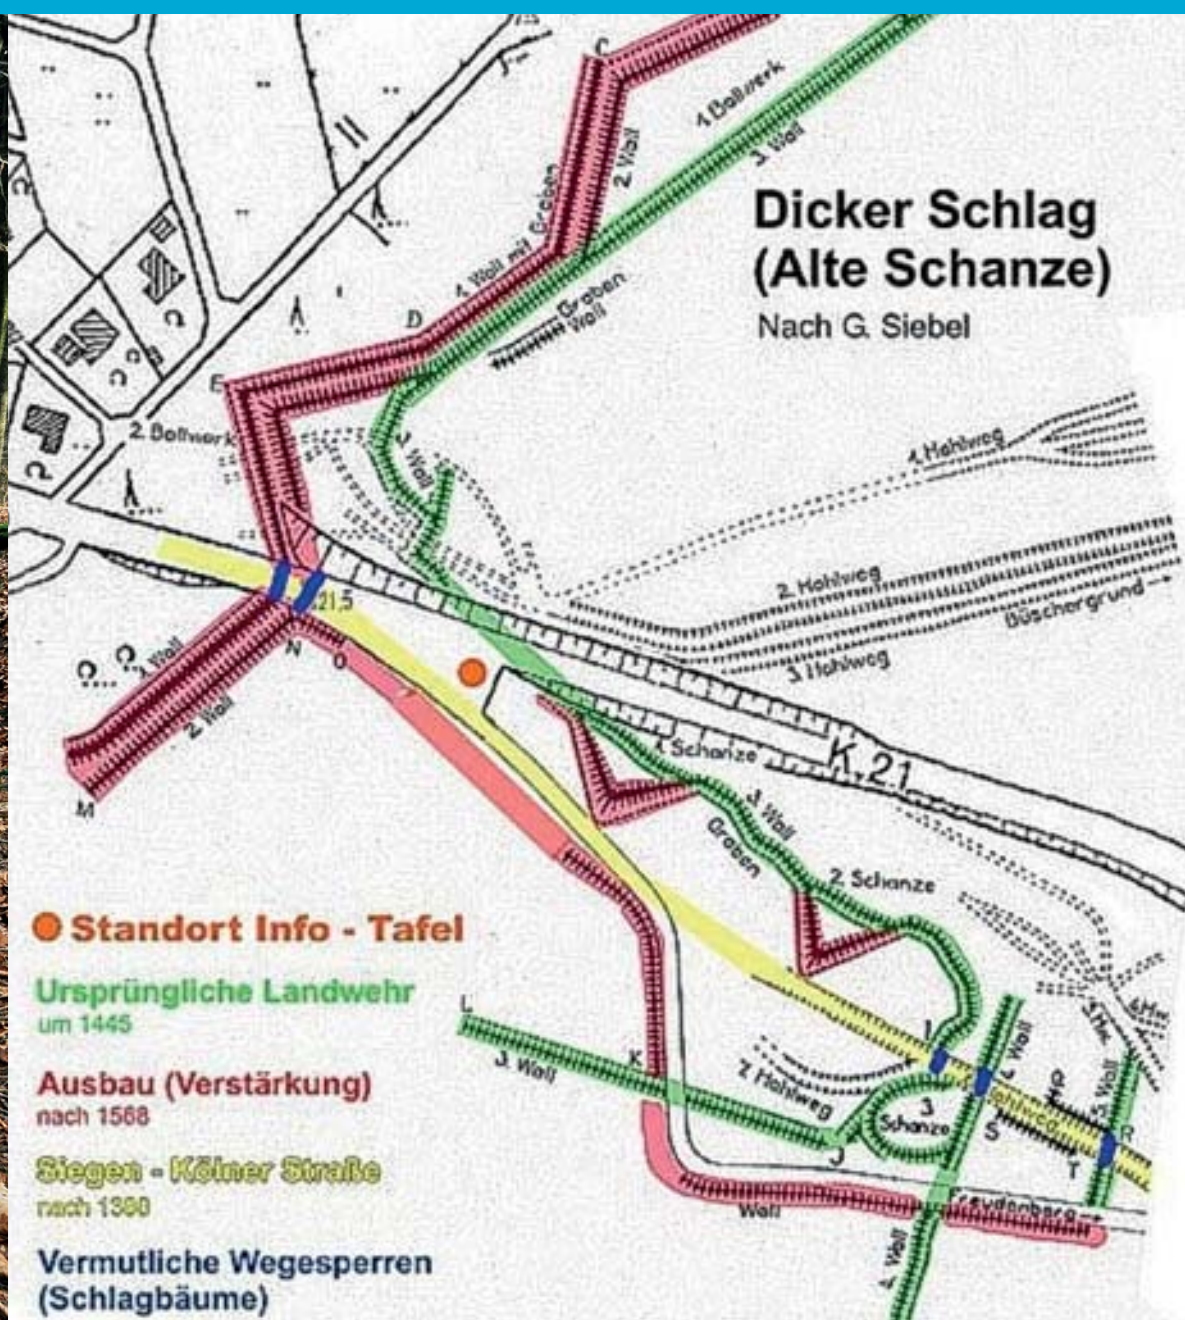 C
1. Bollwerk
2. Wall
3. Wall
1. Wall mit Graben
Dicker Schlag
(Alte Schanze)
Nach G. Siebel
Graben
Wall
D
E
2. Bollwerk
3. Wall
1. Hohlweg
2. Hohlweg
Büschergrund
3. Hohlweg
21,5
1. Wall
N
O
2. Wall
M
1. Schanze
K.21
3. Wall
Graben
2. Schanze
Standort Info - Tafel
Ursprüngliche Landwehr
um 1445
L
3. Wall
K
I
4. Wall
2. Hohlweg
Ausbau (Verstärkung)
nach 1568
3.
Schanze
J
Hohlweg
S
T
5. Wall
R
Siegen - Kölner Straße
nach 1380
Wall
Freudenberg
4. Wall
Vermutliche Wegesperren
(Schlagbäume)